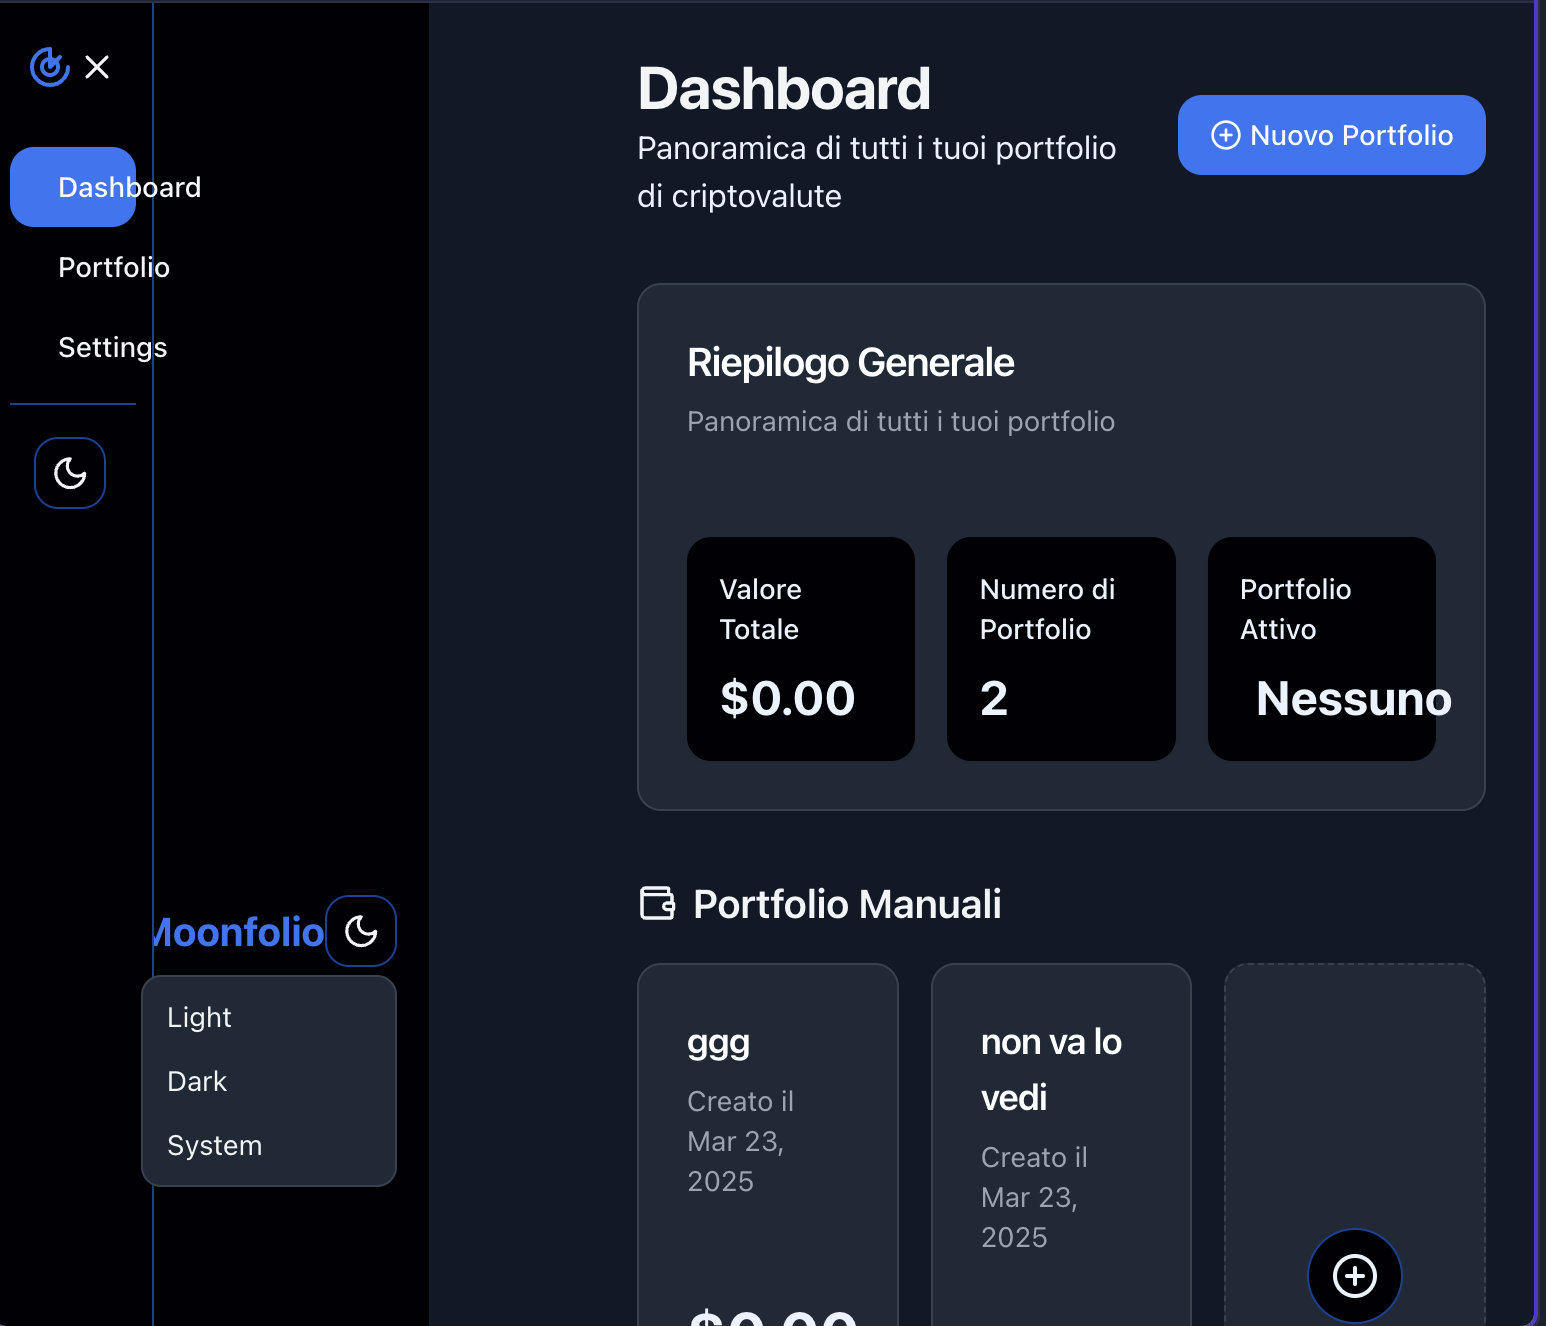 Dashboard
Portfolio
Settings
Moonfolio
Light
Dark
System
Dashboard
Panoramica di tutti i tuoi portfolio
di criptovalute
Nuovo Portfolio
Riepilogo Generale
Panoramica di tutti i tuoi portfolio
Valore
Totale
$0.00
Numero di
Portfolio
2
Portfolio
Attivo
Nessuno
Portfolio Manuali
ggg
Creato il
Mar 23,
2025
$0.00
non va lo
vedi
Creato il
Mar 23,
2025